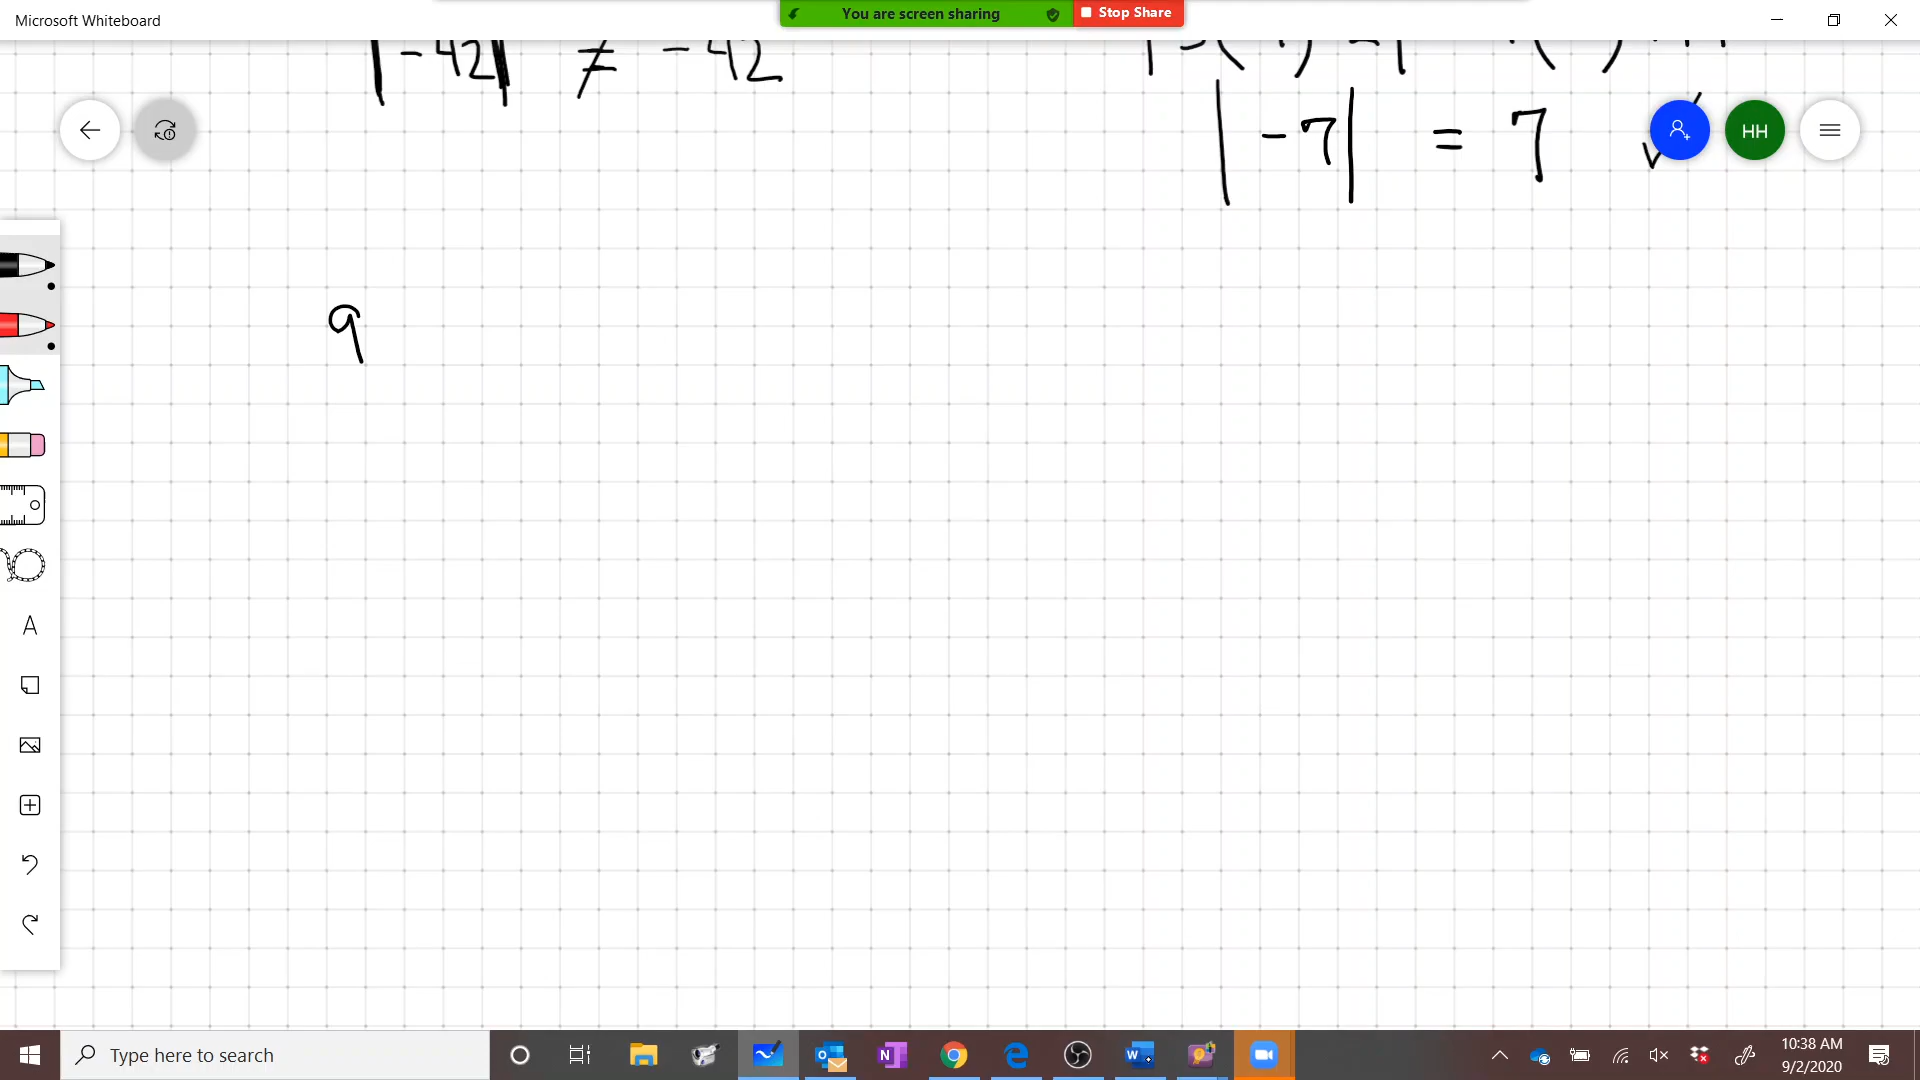 Microsoft Whiteboard
You are screen sharing
Stop Share
|-42| ≠ -42
|-7| = 7 ✓
HH
9
A
Type here to search
10:38 AM
9/2/2020